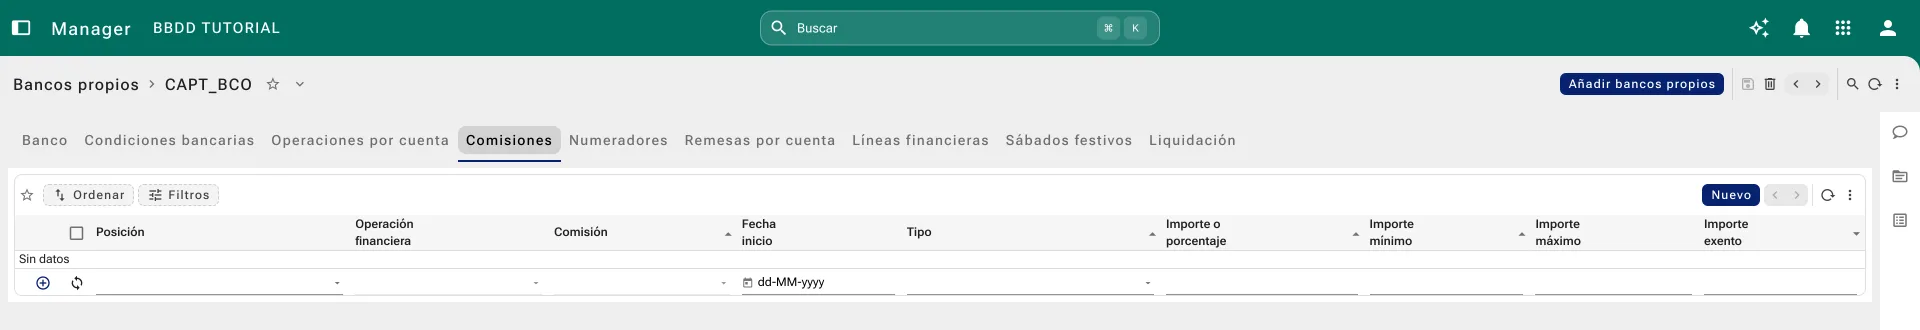 Manager BBDD TUTORIAL Buscar ⌘ K
Bancos propios > CAPT_BCO Añadir bancos propios
Banco Condiciones bancarias Operaciones por cuenta Comisiones Numeradores Remesas por cuenta Líneas financieras Sábados festivos Liquidación
Ordenar Filtros Nuevo
Posición Operación financiera Comisión Fecha inicio Tipo Importe o porcentaje Importe mínimo Importe máximo Importe exento
Sin datos
dd-MM-yyyy